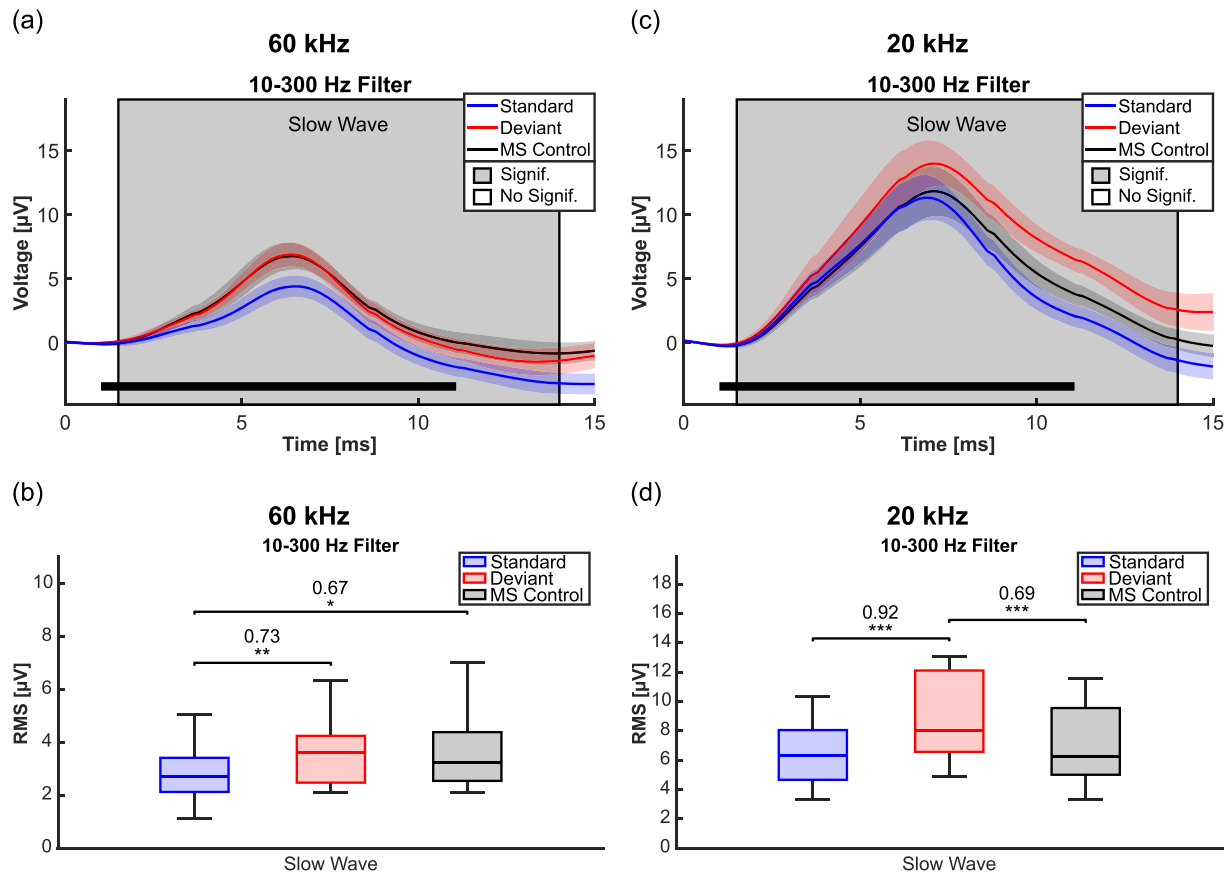 (a)
60 kHz
10-300 Hz Filter
Slow Wave
Standard
Deviant
MS Control
Signif.
No Signif.
Voltage [µV]
15
10
5
0
0
5
10
15
Time [ms]
(c)
20 kHz
10-300 Hz Filter
Slow Wave
Standard
Deviant
MS Control
Signif.
No Signif.
Voltage [µV]
15
10
5
0
0
5
10
15
Time [ms]
(b)
60 kHz
10-300 Hz Filter
Standard
Deviant
MS Control
RMS [µV]
10
8
6
4
2
0
0.67
*
0.73
**
Slow Wave
(d)
20 kHz
10-300 Hz Filter
Standard
Deviant
MS Control
RMS [µV]
18
16
14
12
10
8
6
4
2
0
0.92
***
0.69
***
Slow Wave